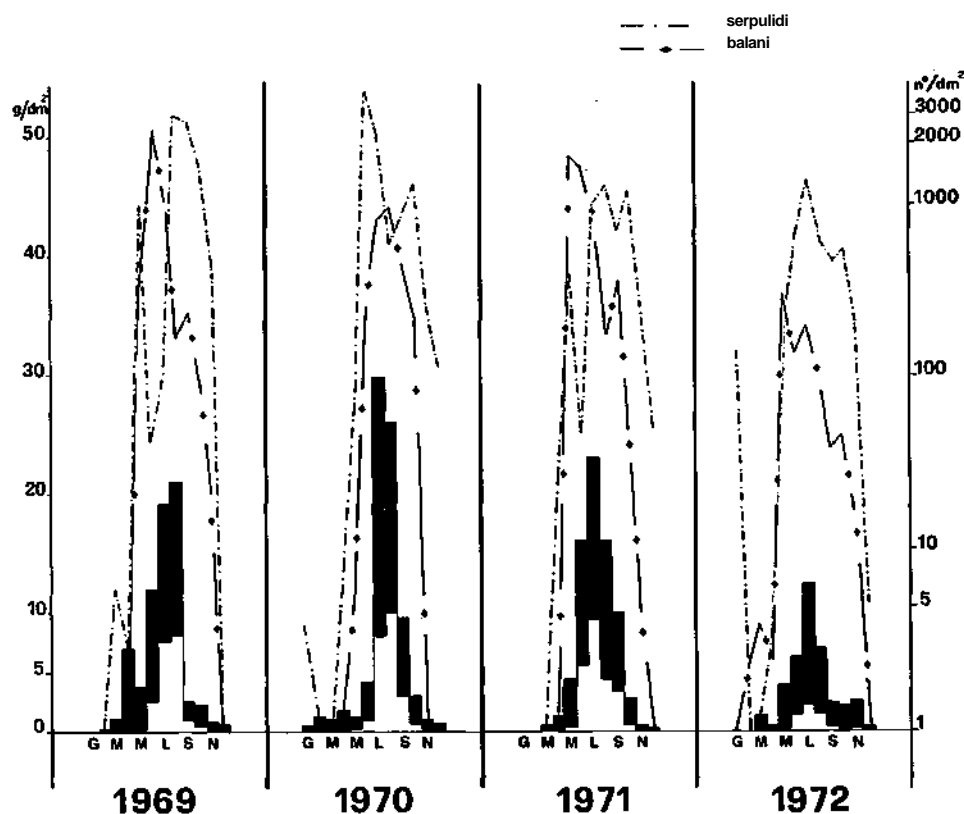 serpulidi
balani
g/dm² n°/dm²
50 3000
2000
40 1000
30 100
20
10 10
5 5
0 1
G M M L S N G M M L S N G M M L S N G M M L S N
1969 1970 1971 1972